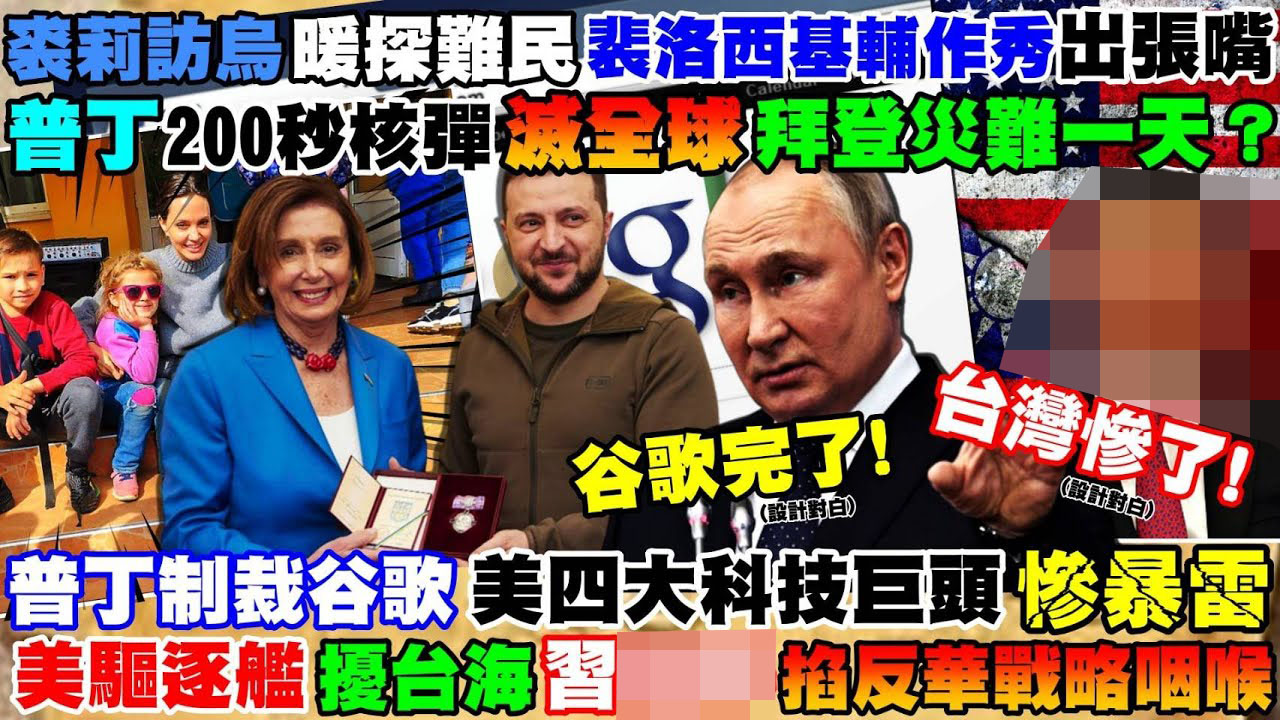 裘莉訪烏 暖探難民 裴洛西基輔作秀出張嘴
普丁 200秒核彈 滅全球 拜登災難一天？
Calenda
g
谷歌完了！
(設計對白)
台灣慘了！
(設計對白)
普丁制裁谷歌 美四大科技巨頭 慘暴雷
美驅逐艦 擾台海 習 掐反華戰略咽喉